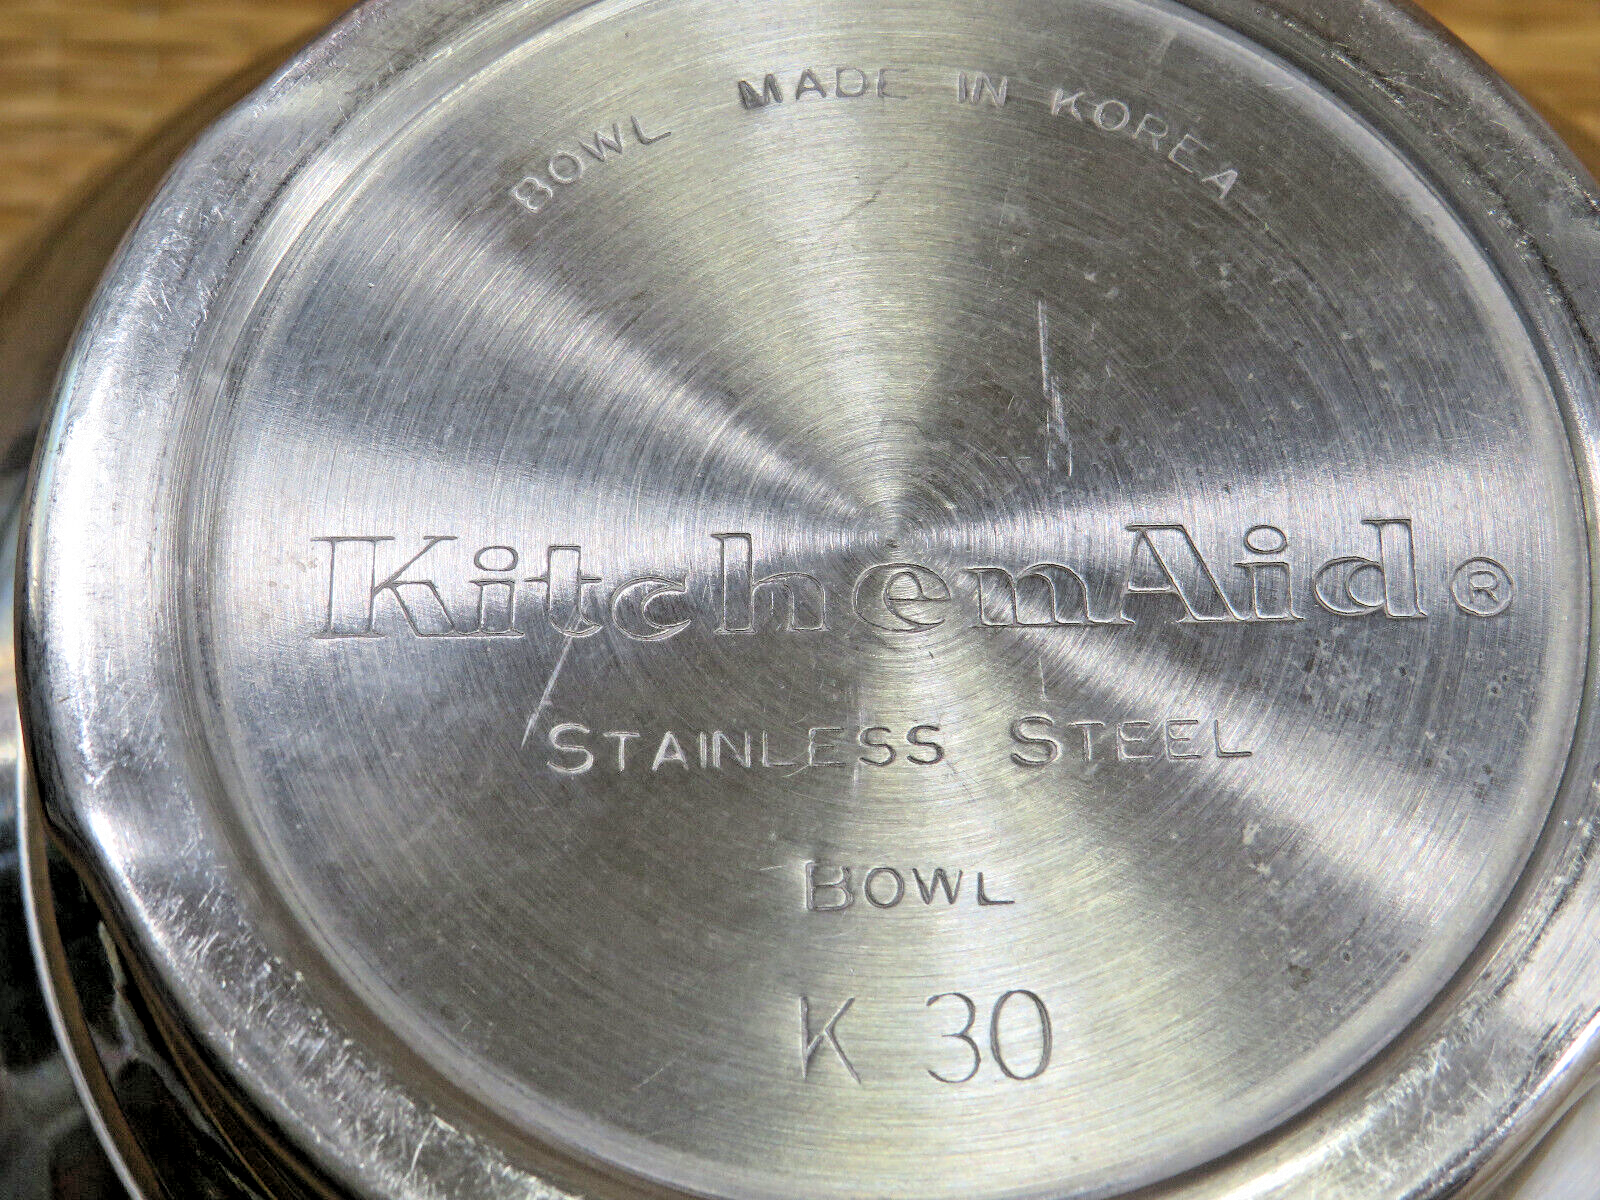 BOWL MADE IN KOREA
KitchenAid®
STAINLESS STEEL
BOWL
K 30